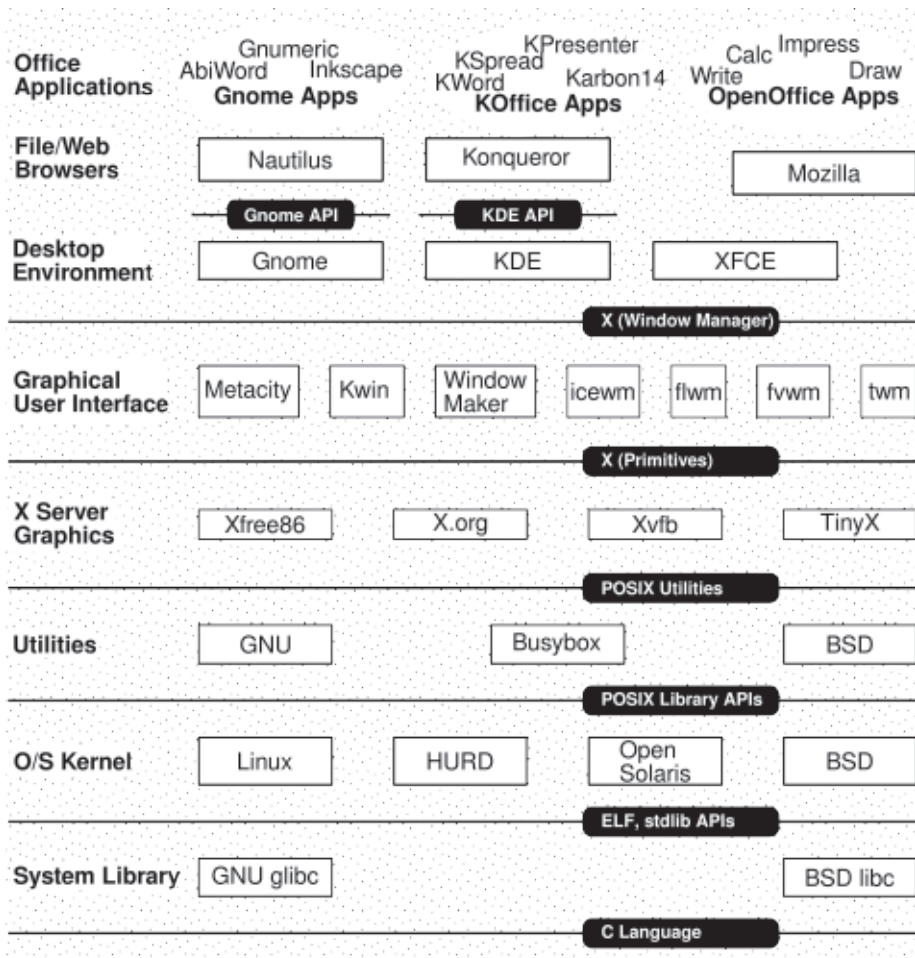 Office
Applications
Gnumeric
AbiWord
Inkscape
Gnome Apps
KPresenter
KSpread
KWord
Karbon14
KOffice Apps
Calc
Impress
Write
Draw
OpenOffice Apps
File/Web
Browsers
Nautilus
Konqueror
Mozilla
Gnome API
KDE API
Desktop
Environment
Gnome
KDE
XFCE
X (Window Manager)
Graphical
User Interface
Metacity
Kwin
Window
Maker
icewm
flwm
fvwm
twm
X (Primitives)
X Server
Graphics
Xfree86
X.org
Xvfb
TinyX
POSIX Utilities
Utilities
GNU
Busybox
BSD
POSIX Library APIs
O/S Kernel
Linux
HURD
Open
Solaris
BSD
ELF, stdlib APIs
System Library
GNU glibc
BSD libc
C Language